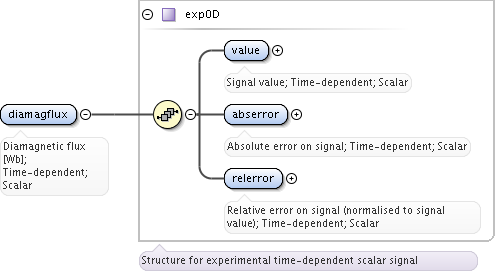 exp0D
value
Signal value; Time-dependent; Scalar
diamagflux
Diamagnetic flux
[Wb];
Time-dependent;
Scalar
abserror
Absolute error on signal; Time-dependent; Scalar
relerror
Relative error on signal (normalised to signal
value); Time-dependent; Scalar
Structure for experimental time-dependent scalar signal